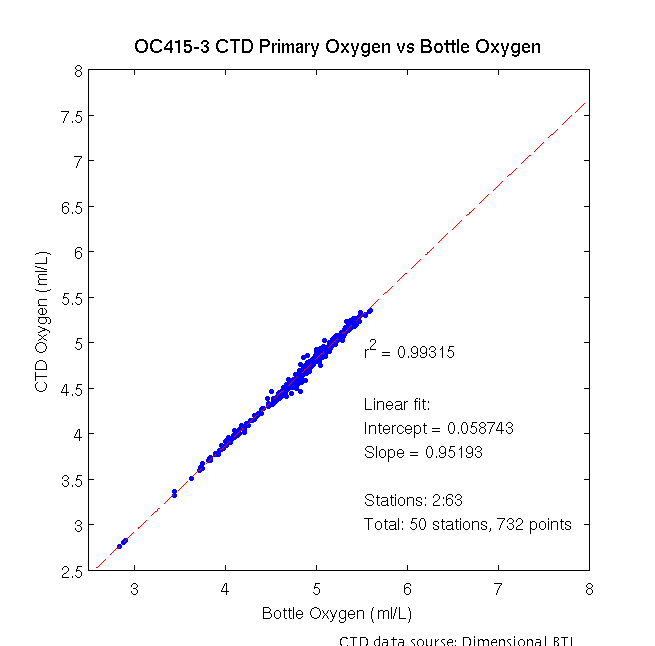 OC415-3 CTD Primary Oxygen vs Bottle Oxygen
8
7.5
7
6.5
6
5.5
5
4.5
4
3.5
3
2.5
CTD Oxygen (ml/L)
r2 = 0.99315
Linear fit:
Intercept = 0.058743
Slope = 0.95193
Stations: 2:63
Total: 50 stations, 732 points
3 4 5 6 7 8
Bottle Oxygen (ml/L)
CTD data sourse: Dimensional BTL